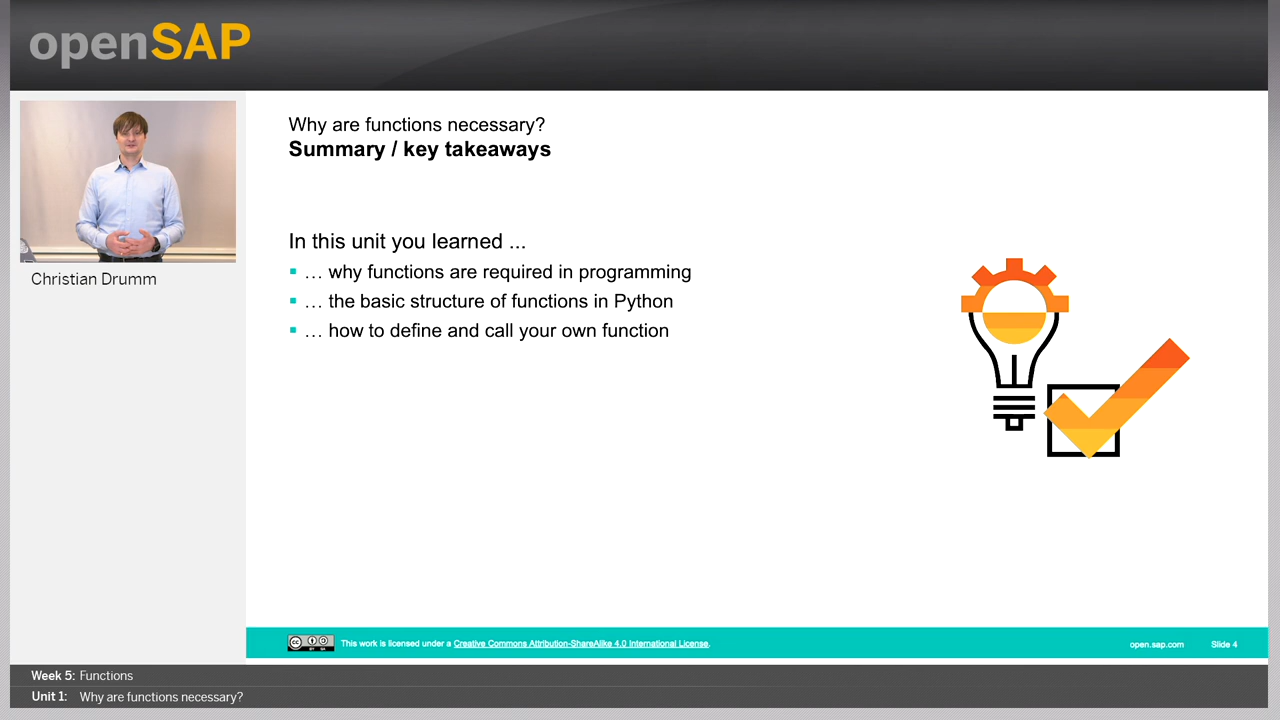 openSAP
Christian Drumm
Why are functions necessary?
Summary / key takeaways
In this unit you learned ...
… why functions are required in programming
… the basic structure of functions in Python
… how to define and call your own function
This work is licensed under a Creative Commons Attribution-ShareAlike 4.0 International License.
open.sap.com
Slide 4
Week 5: Functions
Unit 1: Why are functions necessary?